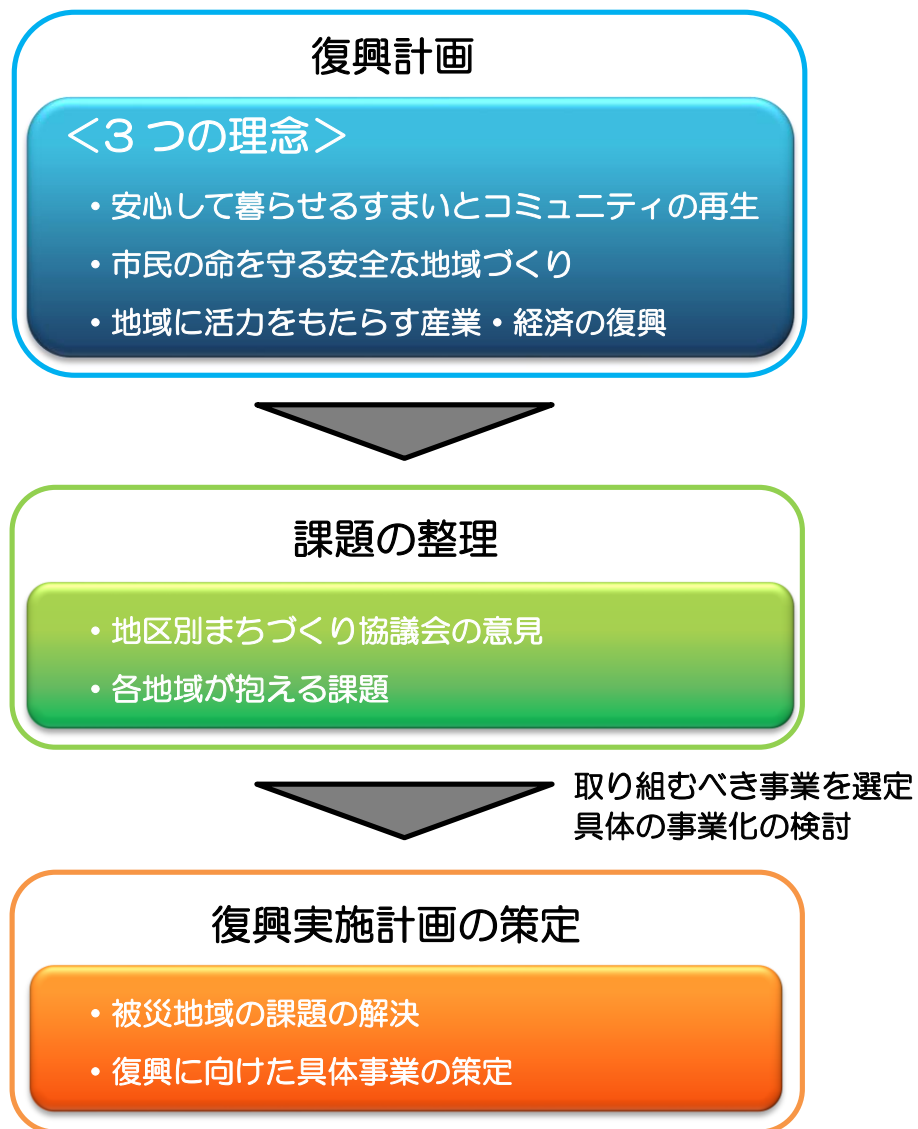 復興計画
＜3 つの理念＞
・安心して暮らせるすまいとコミュニティの再生
・市民の命を守る安全な地域づくり
・地域に活力をもたらす産業・経済の復興
課題の整理
・地区別まちづくり協議会の意見
・各地域が抱える課題
取り組むべき事業を選定
具体の事業化の検討
復興実施計画の策定
・被災地域の課題の解決
・復興に向けた具体事業の策定